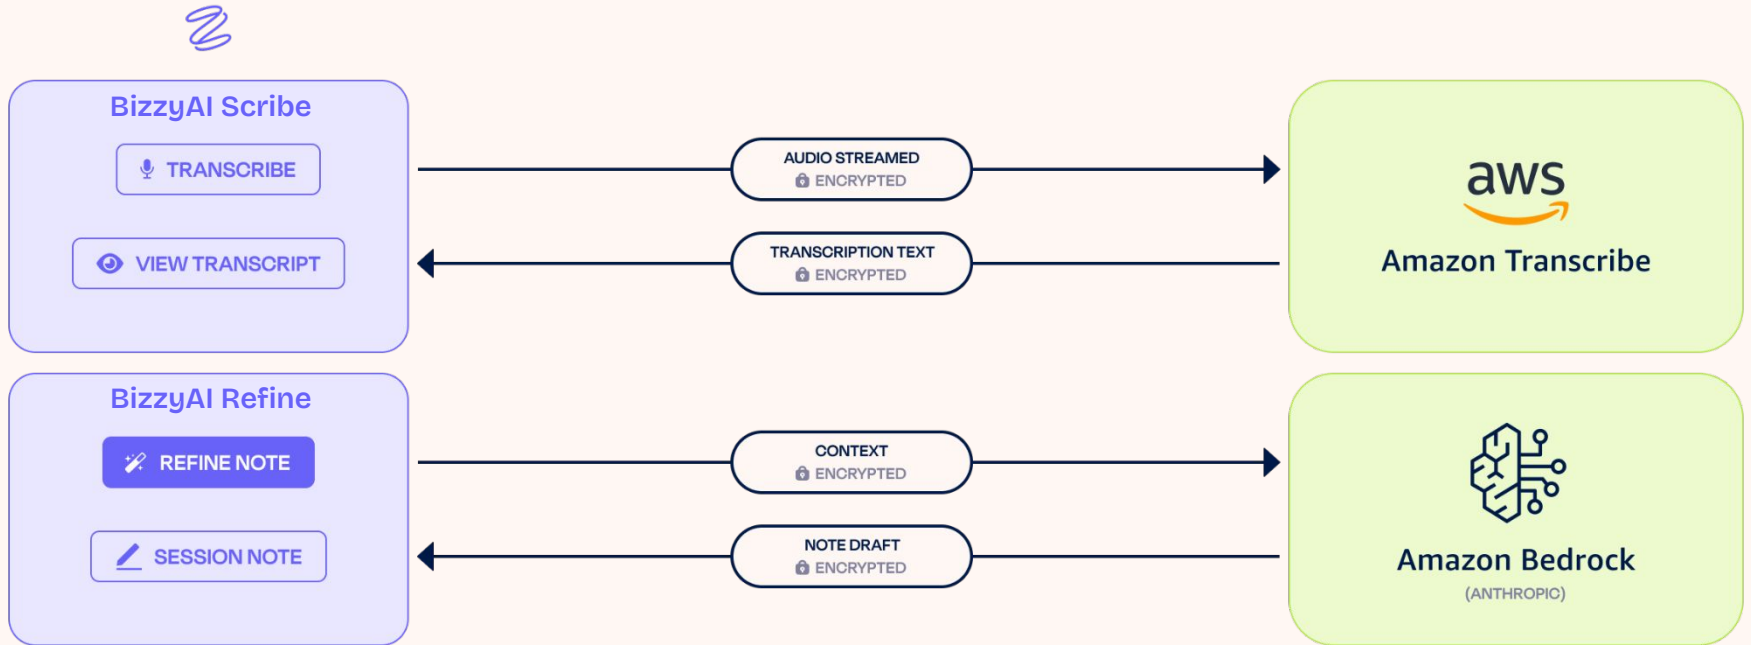 BizzyAI Scribe
TRANSCRIBE
VIEW TRANSCRIPT
AUDIO STREAMED
ENCRYPTED
TRANSCRIPTION TEXT
ENCRYPTED
aws
Amazon Transcribe
BizzyAI Refine
REFINE NOTE
SESSION NOTE
CONTEXT
ENCRYPTED
NOTE DRAFT
ENCRYPTED
Amazon Bedrock
(ANTHROPIC)